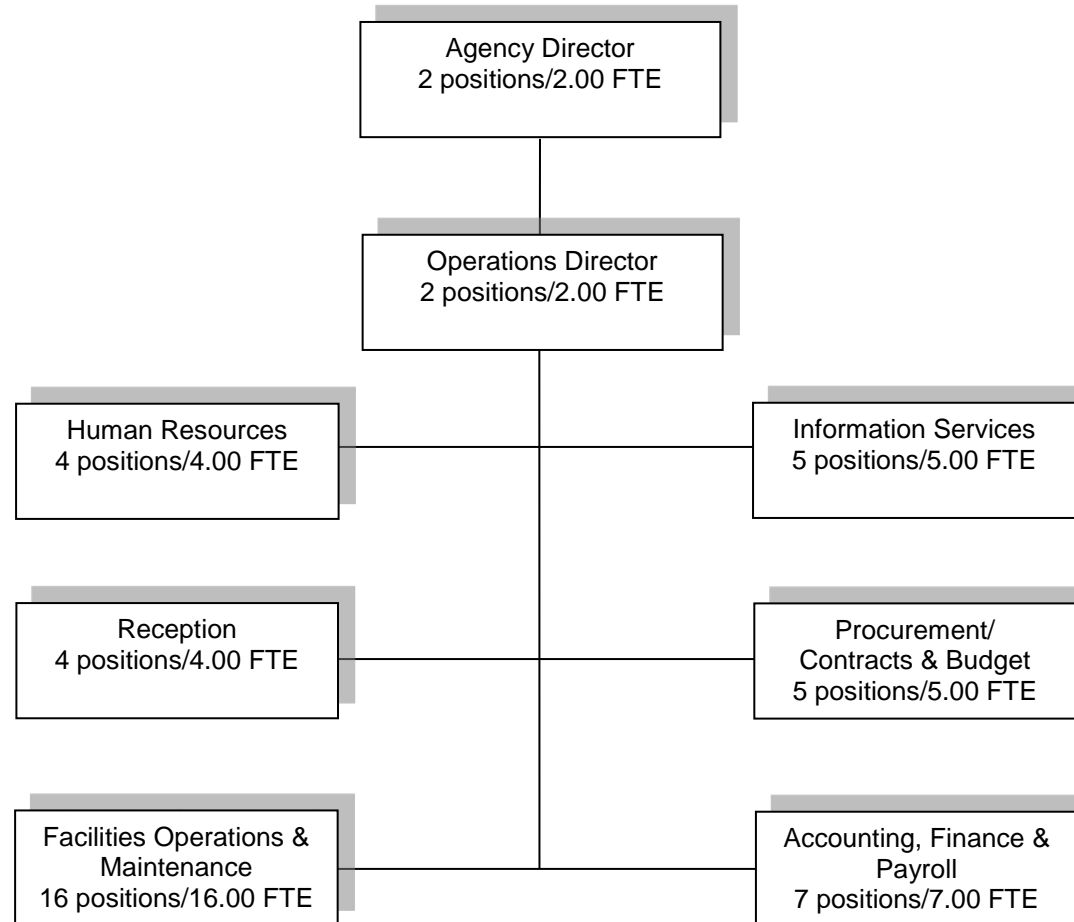 Agency Director
2 positions/2.00 FTE
Operations Director
2 positions/2.00 FTE
Human Resources
4 positions/4.00 FTE
Information Services
5 positions/5.00 FTE
Reception
4 positions/4.00 FTE
Procurement/
Contracts & Budget
5 positions/5.00 FTE
Facilities Operations &
Maintenance
16 positions/16.00 FTE
Accounting, Finance &
Payroll
7 positions/7.00 FTE